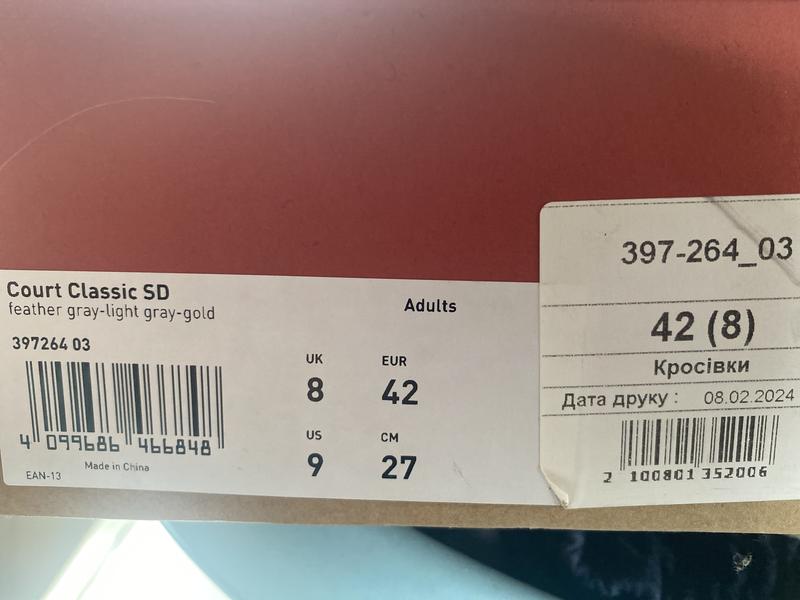 Court Classic SD
feather gray-light gray-gold
Adults
397264 03
4 099686 466848
EAN-13
Made in China
UK
8
EUR
42
US
9
CM
27
397-264_03
42 (8)
Кросівки
Дата друку : 08.02.2024
2 100801 352006